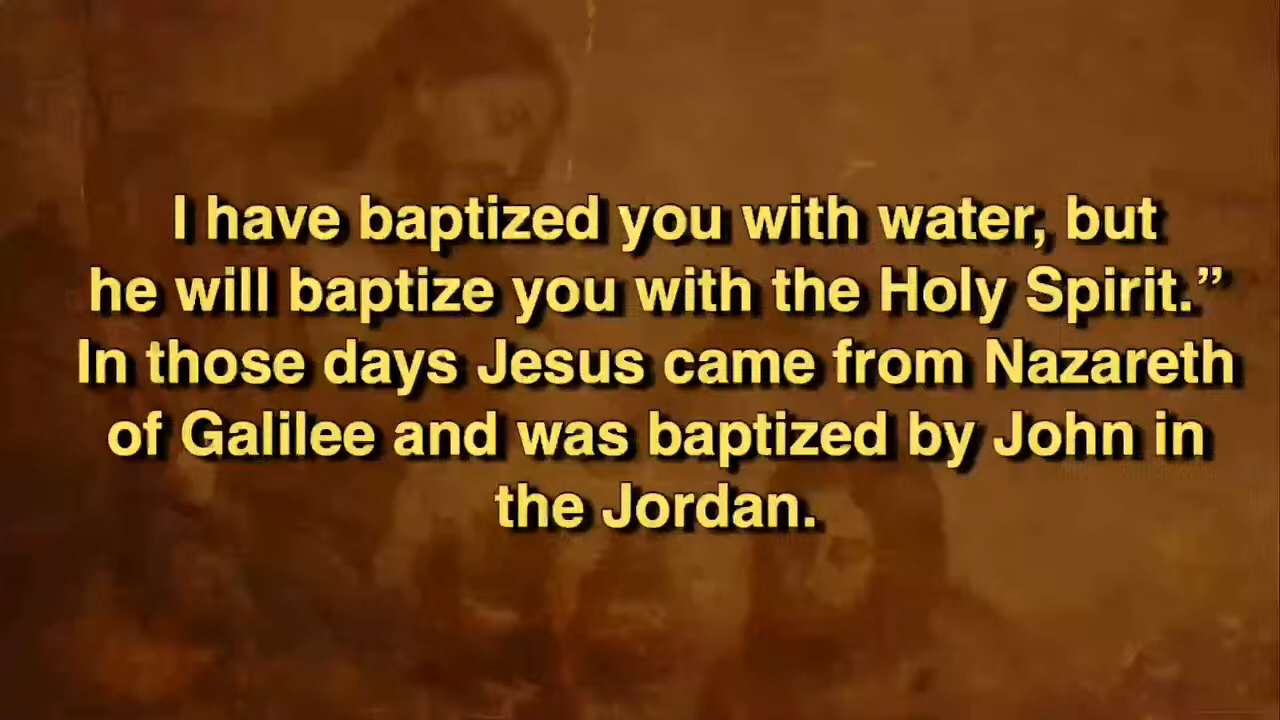 I have baptized you with water, but
he will baptize you with the Holy Spirit.”
In those days Jesus came from Nazareth
of Galilee and was baptized by John in
the Jordan.